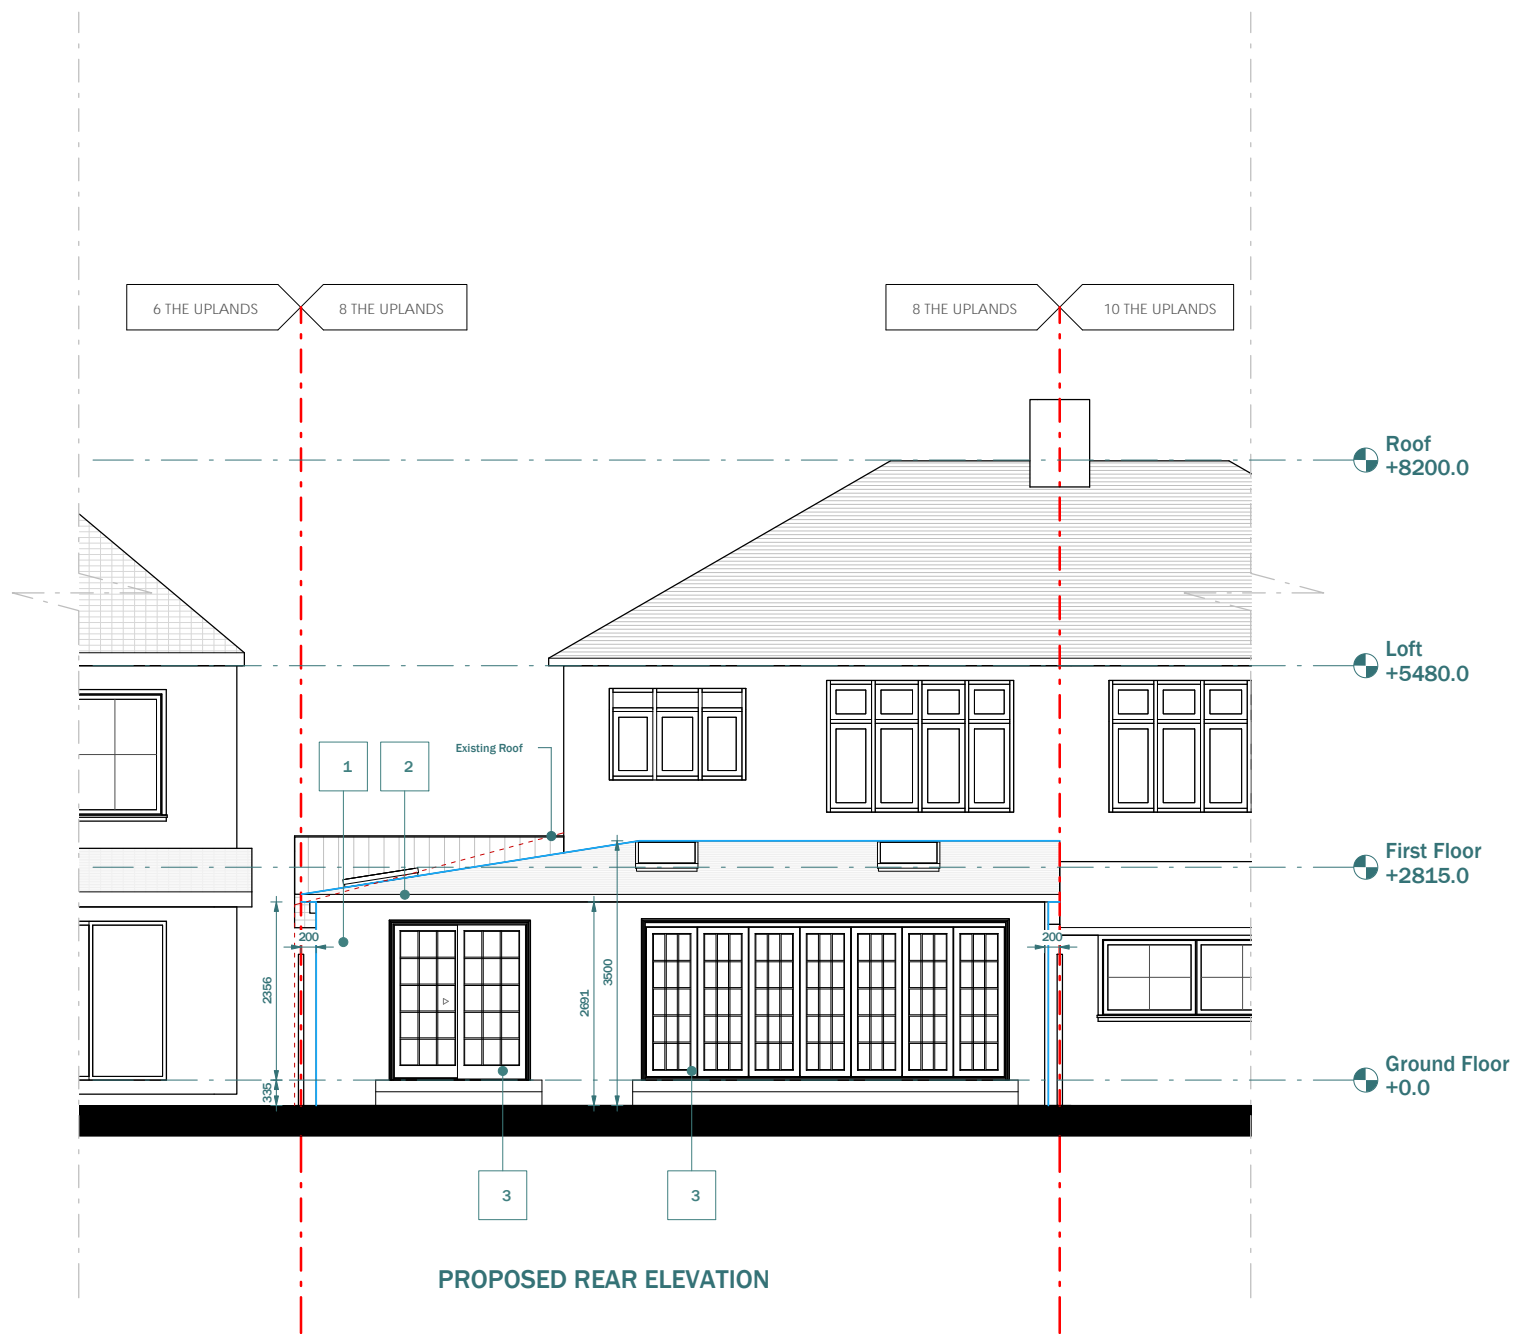 6 THE UPLANDS
8 THE UPLANDS
8 THE UPLANDS
10 THE UPLANDS
Roof
+8200.0
Loft
+5480.0
Existing Roof
1
2
First Floor
+2815.0
200
200
2356
335
2691
3500
Ground Floor
+0.0
3
3
PROPOSED REAR ELEVATION